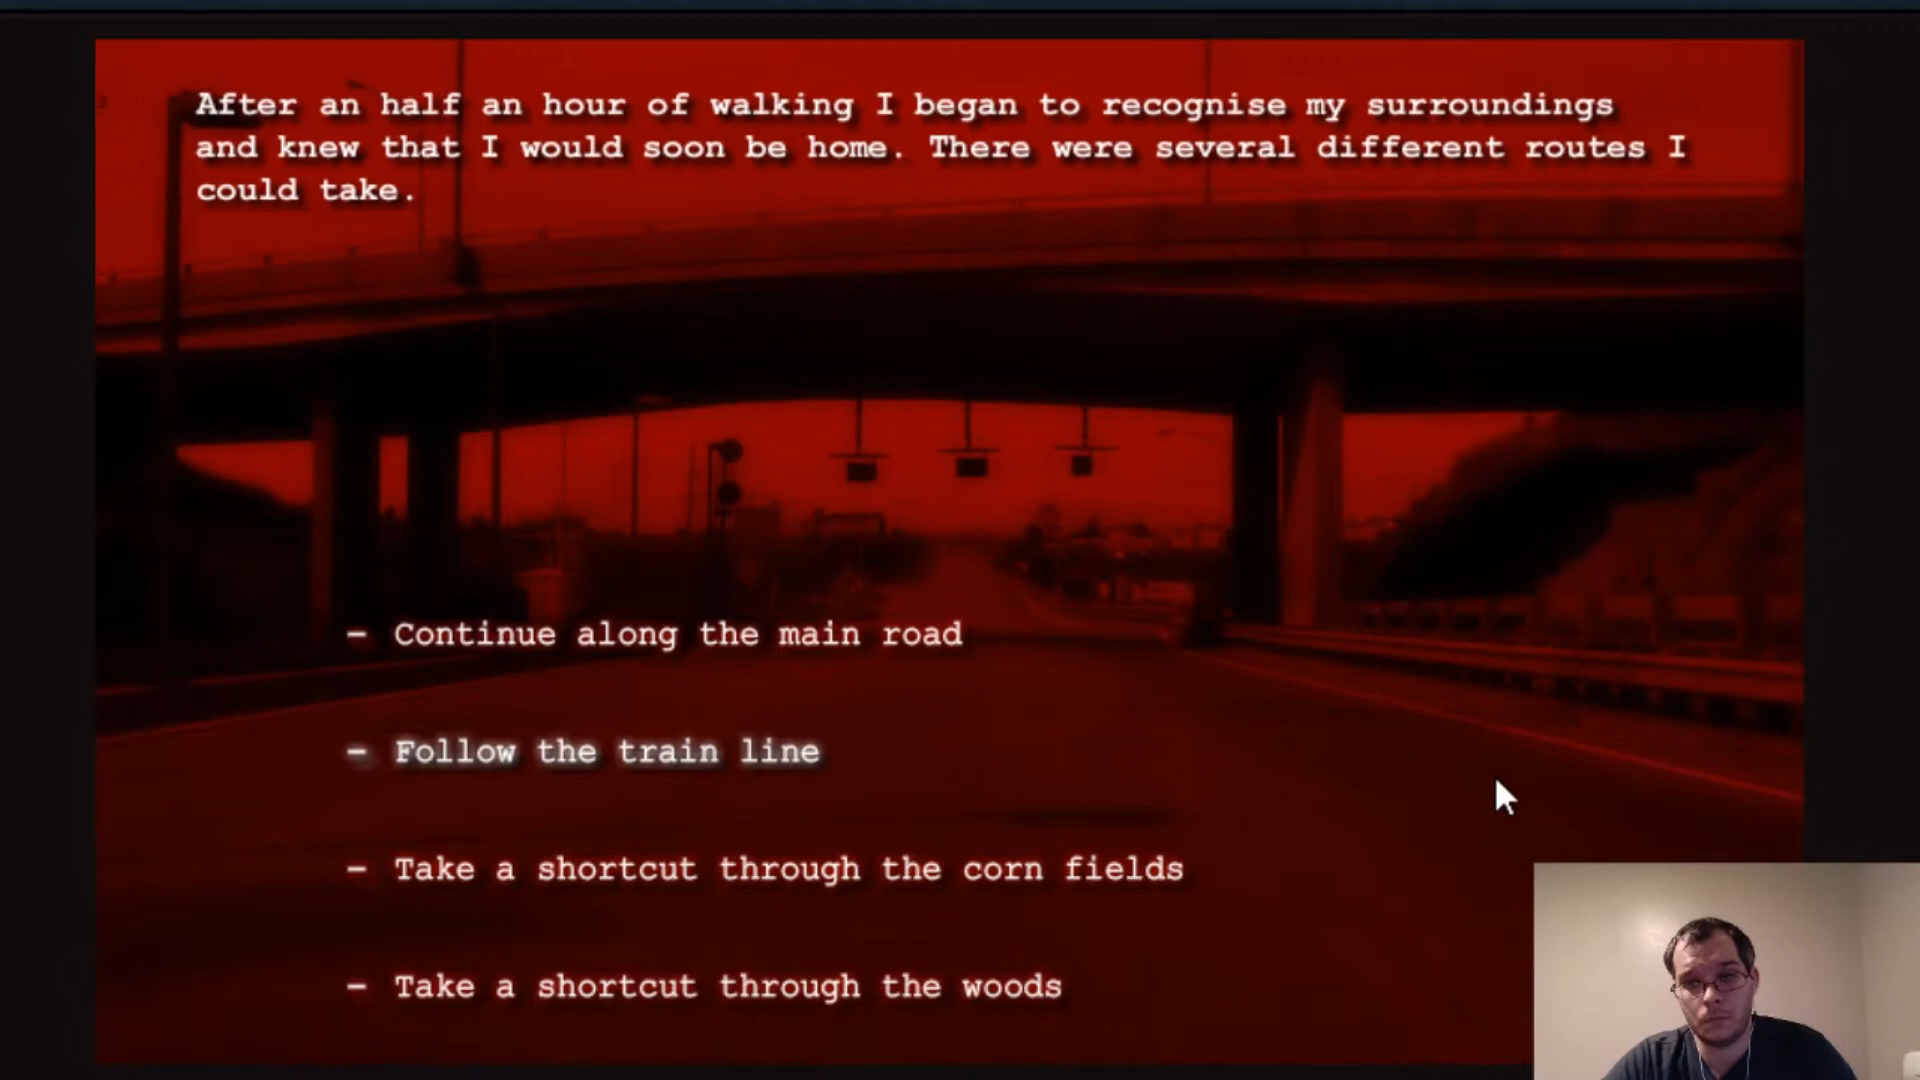 After an half an hour of walking I began to recognise my surroundings
and knew that I would soon be home. There were several different routes I
could take.
- Continue along the main road
- Follow the train line
- Take a shortcut through the corn fields
- Take a shortcut through the woods